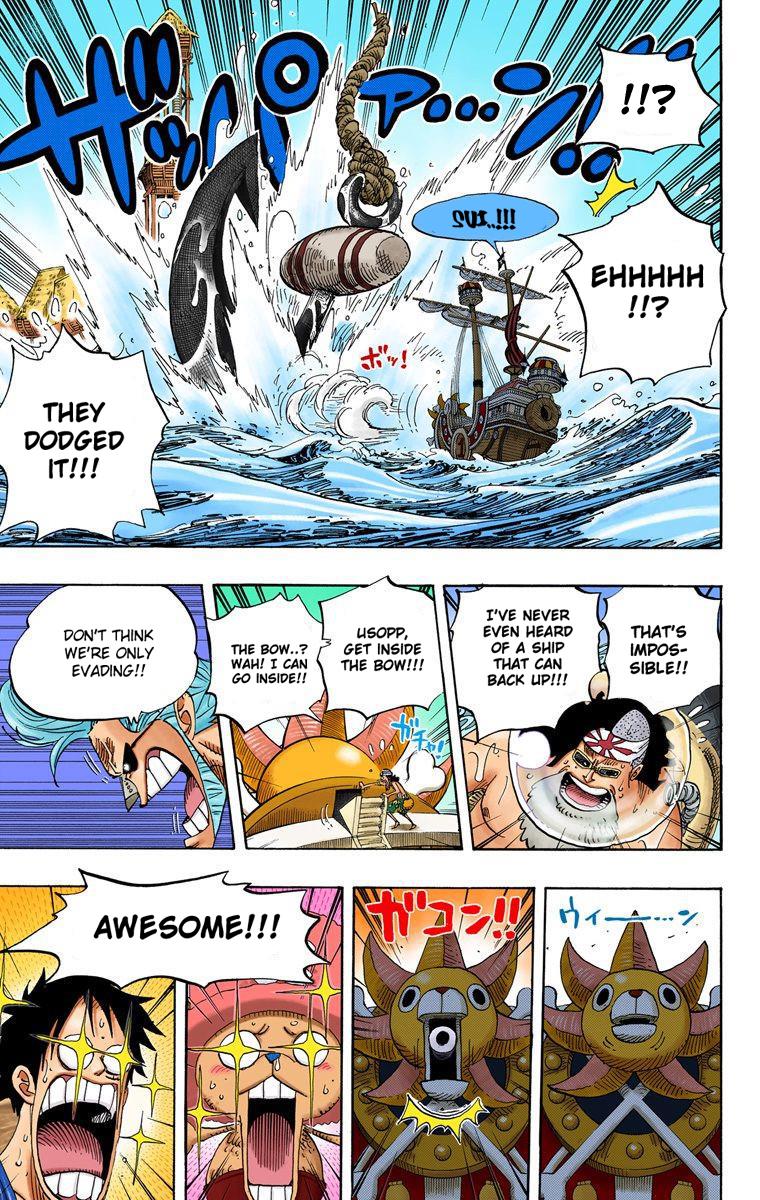 !!?
EHHHHH
!!?
ザッパァ…ン!!
ボッ!
THEY
DODGED
IT!!!
THAT'S
IMPOS-
SIBLE!!
I'VE NEVER
EVEN HEARD
OF A SHIP
THAT CAN
BACK UP!!!
USOPP,
GET INSIDE
THE BOW!!!
THE BOW..?
WAH! I CAN
GO INSIDE!!
ガチャ!
DON'T THINK
WE'RE ONLY
EVADING!!
ウィー…ン
ガコン!!
AWESOME!!!